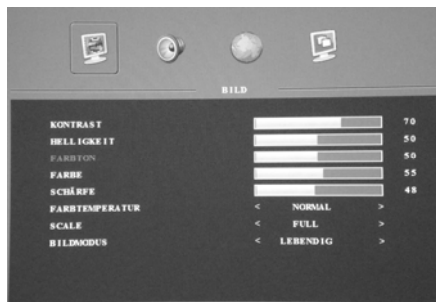 BILD
KONTRAST 70
HELLIGKEIT 50
FARBTON 50
FARBE 55
SCHÄRFE 48
FARBTEMPERATUR < NORMAL >
SCALE < FULL >
BILDMODUS < LEBENDIG >